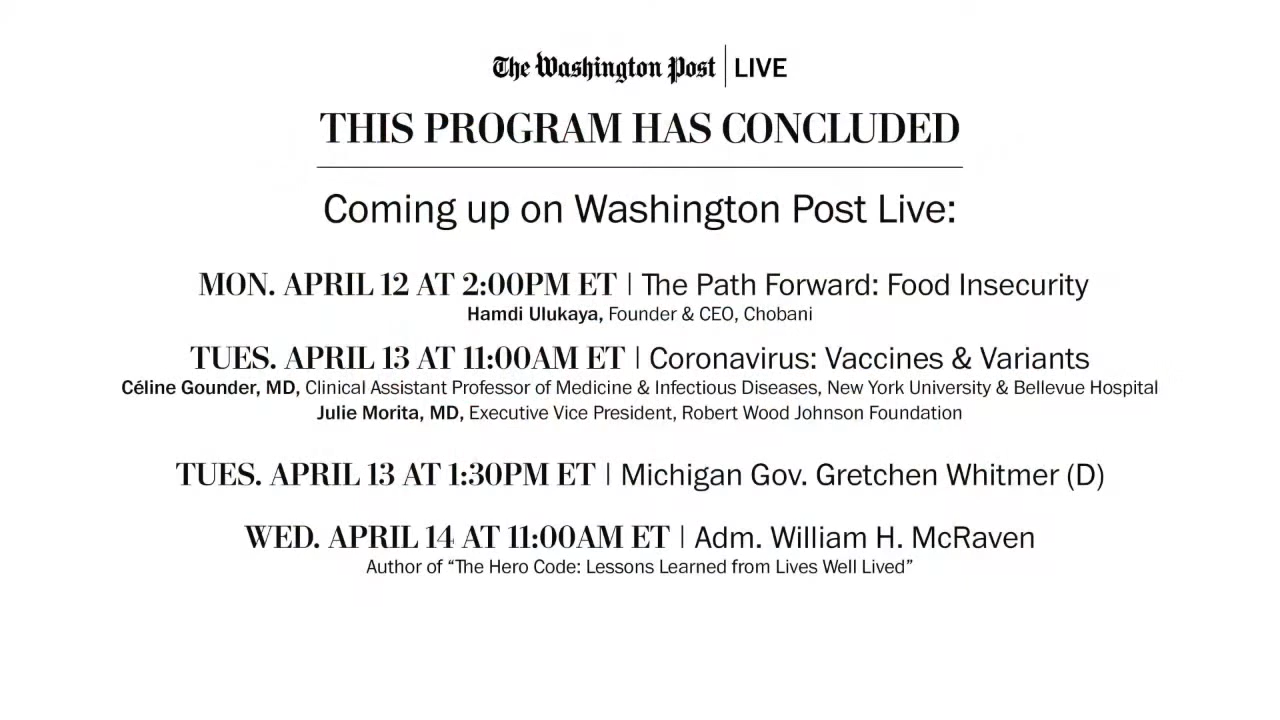 The Washington Post | LIVE
THIS PROGRAM HAS CONCLUDED
Coming up on Washington Post Live:
MON. APRIL 12 AT 2:00PM ET | The Path Forward: Food Insecurity
Hamdi Ulukaya, Founder & CEO, Chobani
TUES. APRIL 13 AT 11:00AM ET | Coronavirus: Vaccines & Variants
Céline Gounder, MD, Clinical Assistant Professor of Medicine & Infectious Diseases, New York University & Bellevue Hospital
Julie Morita, MD, Executive Vice President, Robert Wood Johnson Foundation
TUES. APRIL 13 AT 1:30PM ET | Michigan Gov. Gretchen Whitmer (D)
WED. APRIL 14 AT 11:00AM ET | Adm. William H. McRaven
Author of “The Hero Code: Lessons Learned from Lives Well Lived”